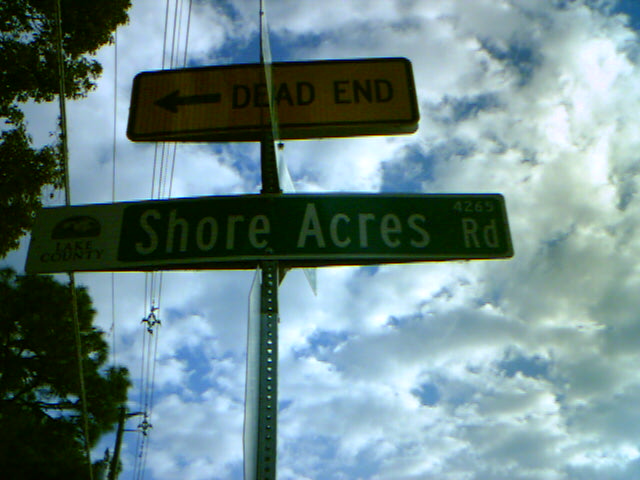 DEAD END
Shore Acres Rd
4265
LAKE
COUNTY